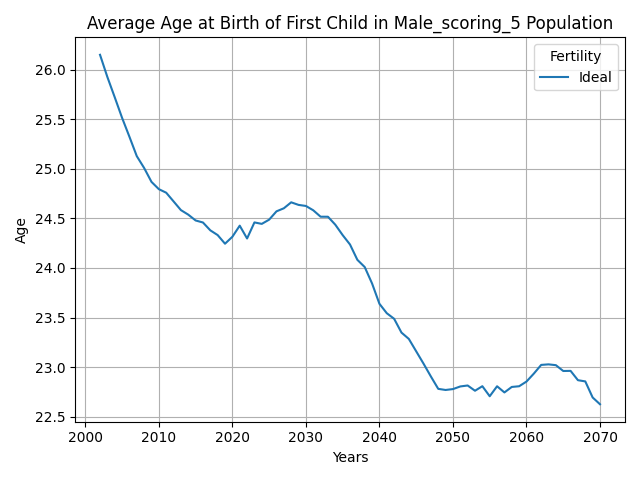 Average Age at Birth of First Child in Male_scoring_5 Population
Fertility
Ideal
26.0
25.5
25.0
24.5
24.0
23.5
23.0
22.5
Age
2000 2010 2020 2030 2040 2050 2060 2070
Years